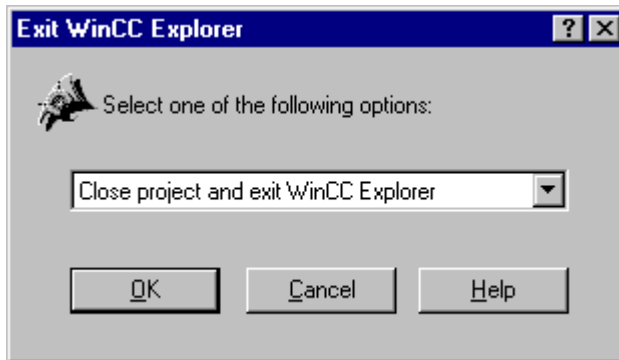 Exit WinCC Explorer
?
Select one of the following options:
Close project and exit WinCC Explorer
OK Cancel Help